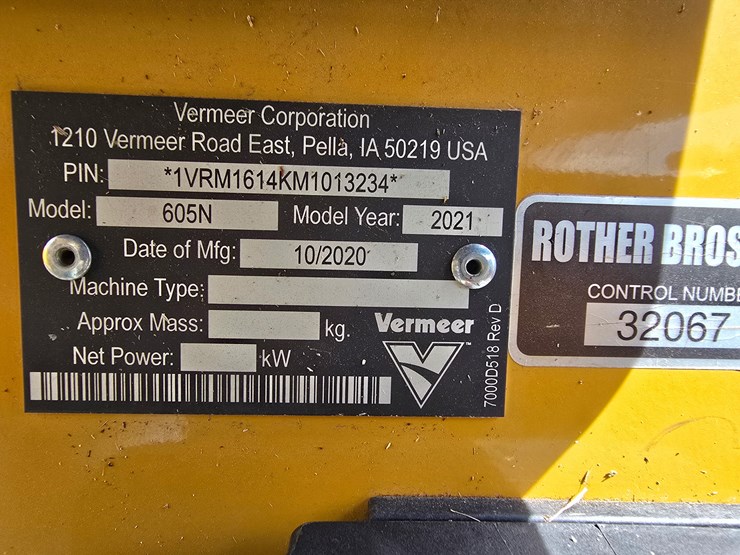 Vermeer Corporation
1210 Vermeer Road East, Pella, IA 50219 USA
PIN: *1VRM1614KM1013234*
Model: 605N Model Year: 2021
Date of Mfg: 10/2020
Machine Type:
Approx Mass: kg.
Net Power: kW
Vermeer
7000D518 Rev D
ROTHER BROS
CONTROL NUMBE
32067